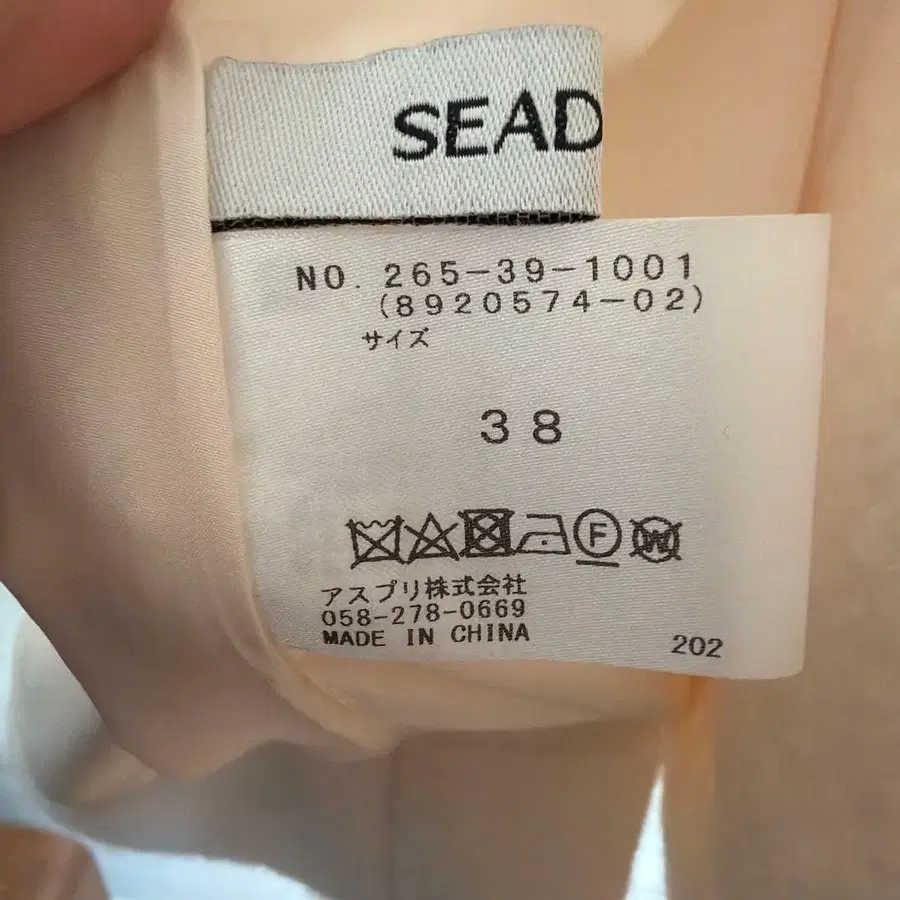 SEAD
NO. 265-39-1001
(8920574-02)
サイズ
38
F W
アスプリ株式会社
058-278-0669
MADE IN CHINA
202